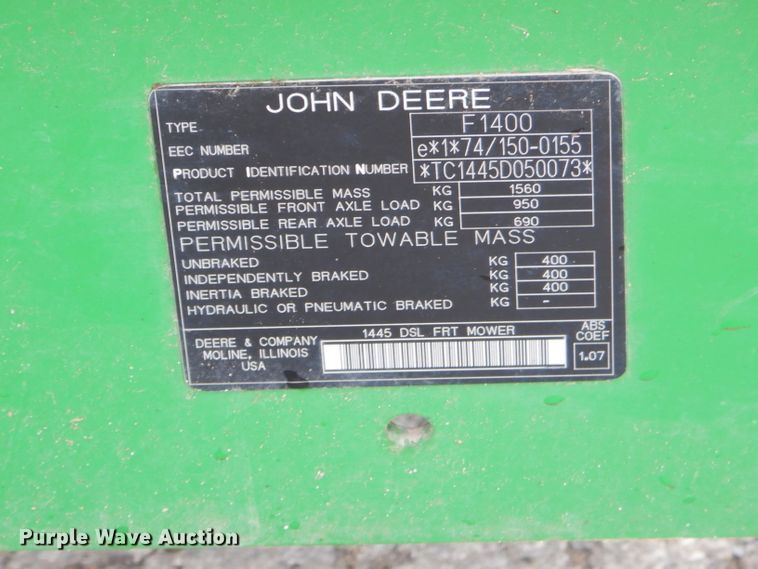 JOHN DEERE
TYPE F1400
EEC NUMBER e*1*74/150-0155
PRODUCT IDENTIFICATION NUMBER *TC1445D050073*
TOTAL PERMISSIBLE MASS KG 1560
PERMISSIBLE FRONT AXLE LOAD KG 950
PERMISSIBLE REAR AXLE LOAD KG 690
PERMISSIBLE TOWABLE MASS
UNBRAKED KG 400
INDEPENDENTLY BRAKED KG 400
INERTIA BRAKED KG 400
HYDRAULIC OR PNEUMATIC BRAKED KG -
1445 DSL FRT MOWER
ABS
COEF
DEERE & COMPANY
MOLINE, ILLINOIS
USA
1.07
Purple Wave Auction